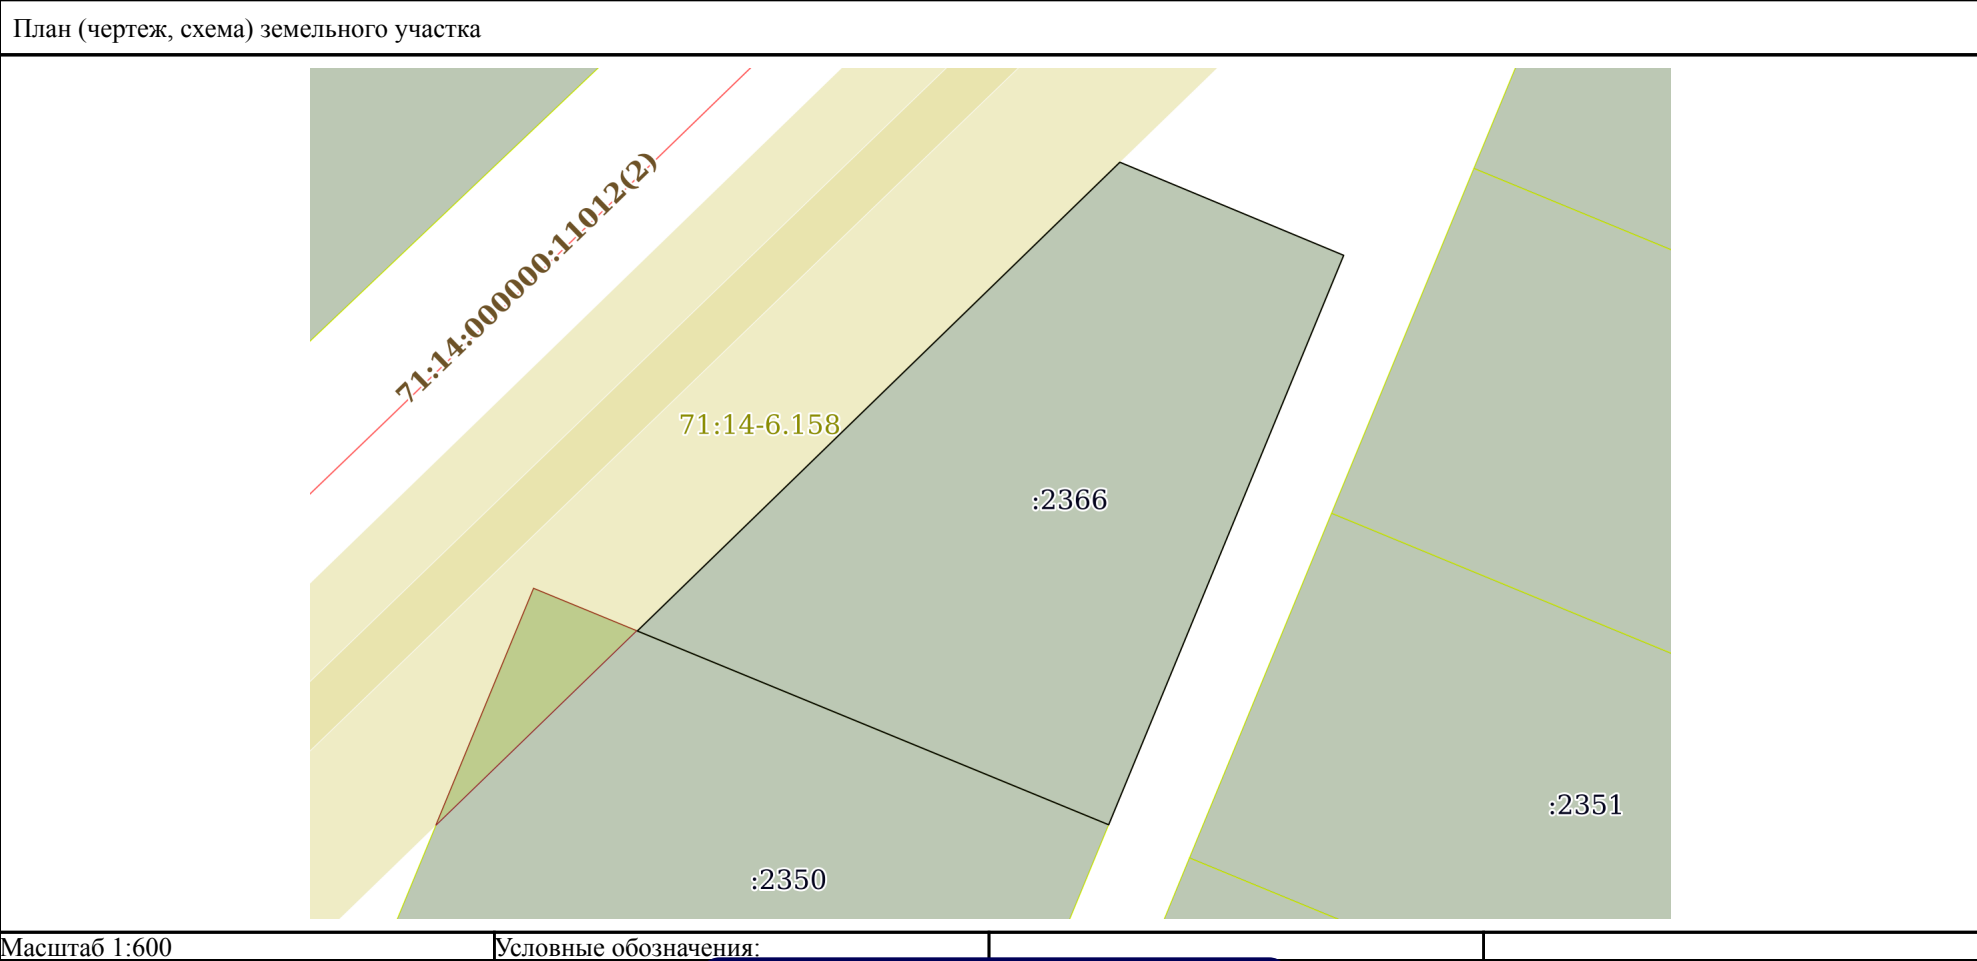 План (чертеж, схема) земельного участка
71:14:000000:11012(2)
71:14-6.158
:2366
:2351
:2350
Масштаб 1:600
Условные обозначения: